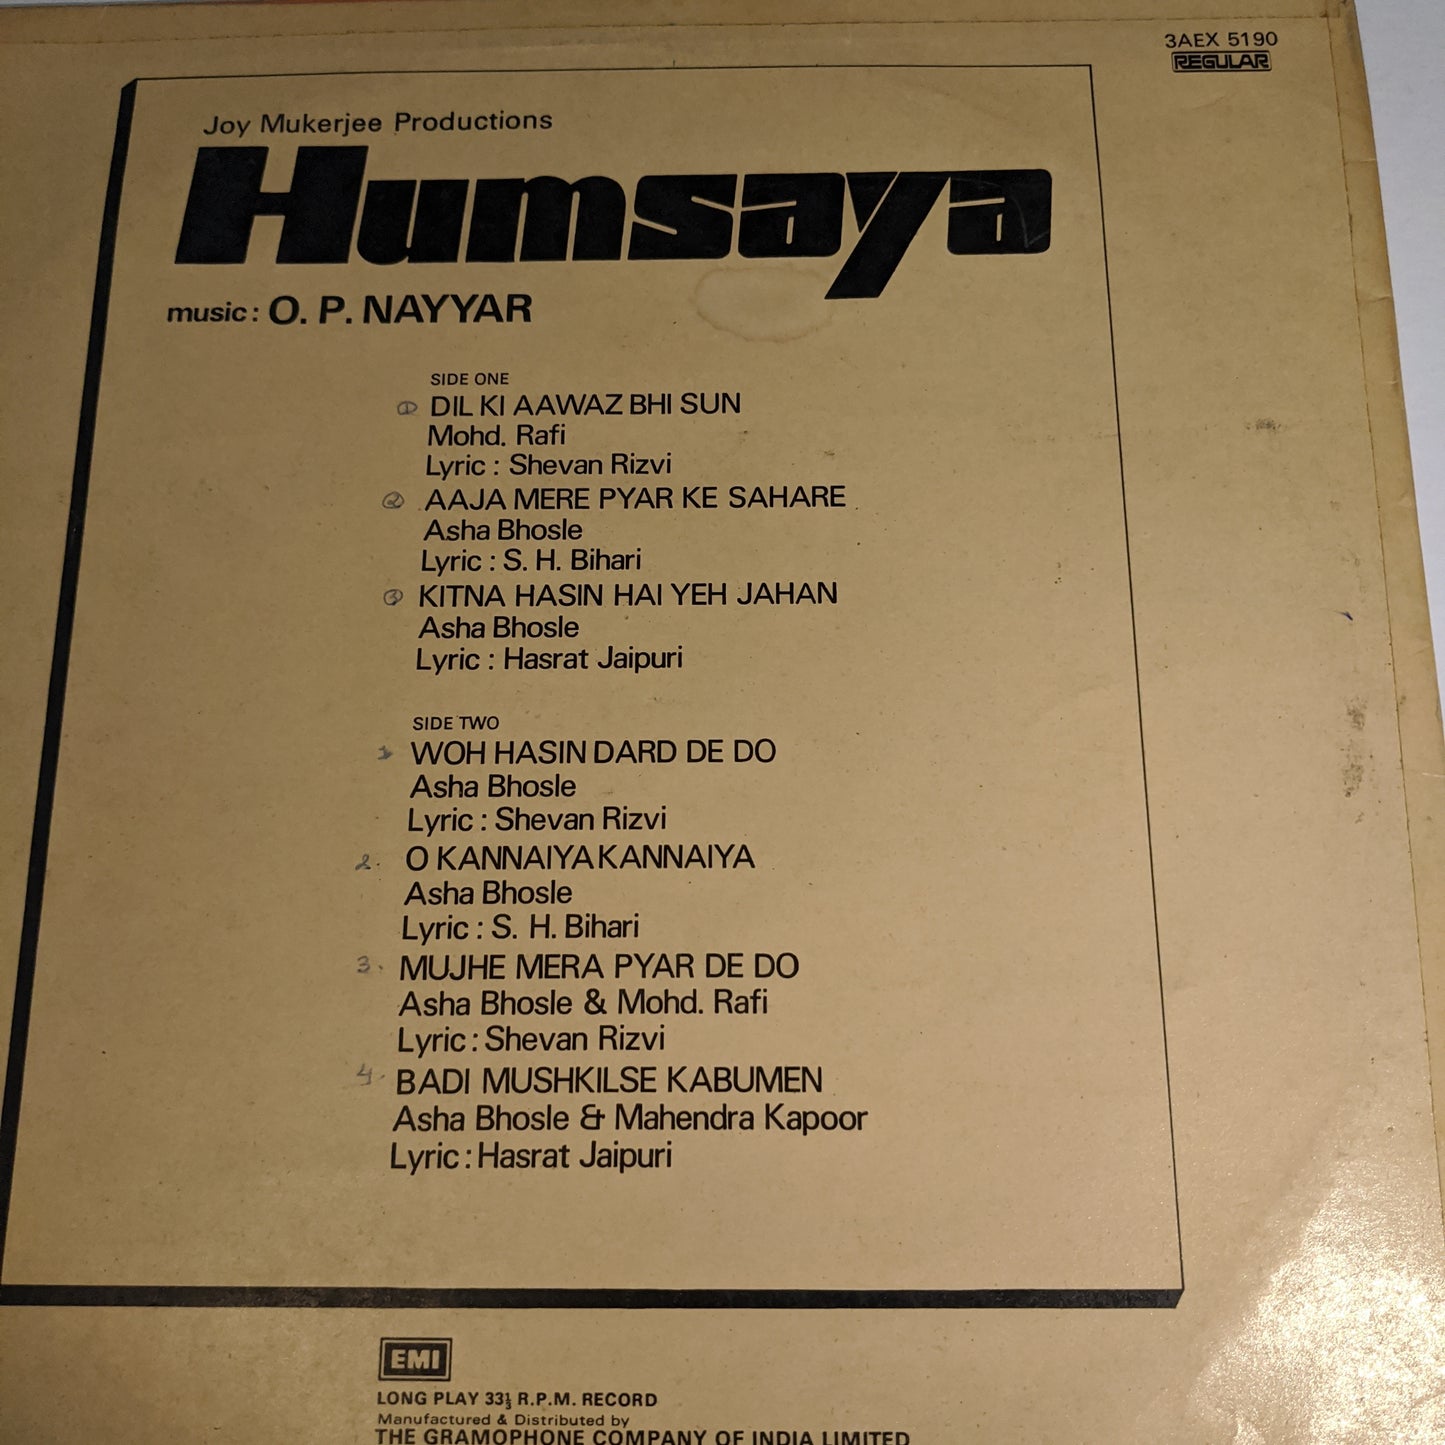 3AEX 5190
REGULAR
Joy Mukerjee Productions
Humsaya
music: O. P. NAYYAR
SIDE ONE
① DIL KI AAWAZ BHI SUN
Mohd. Rafi
Lyric : Shevan Rizvi
② AAJA MERE PYAR KE SAHARE
Asha Bhosle
Lyric : S. H. Bihari
③ KITNA HASIN HAI YEH JAHAN
Asha Bhosle
Lyric : Hasrat Jaipuri
SIDE TWO
1 WOH HASIN DARD DE DO
Asha Bhosle
Lyric : Shevan Rizvi
2. O KANNAIYA KANNAIYA
Asha Bhosle
Lyric : S. H. Bihari
3. MUJHE MERA PYAR DE DO
Asha Bhosle & Mohd. Rafi
Lyric : Shevan Rizvi
4. BADI MUSHKILSE KABUMEN
Asha Bhosle & Mahendra Kapoor
Lyric : Hasrat Jaipuri
EMI
LONG PLAY 33⅓ R.P.M. RECORD
Manufactured & Distributed by
THE GRAMOPHONE COMPANY OF INDIA LIMITED